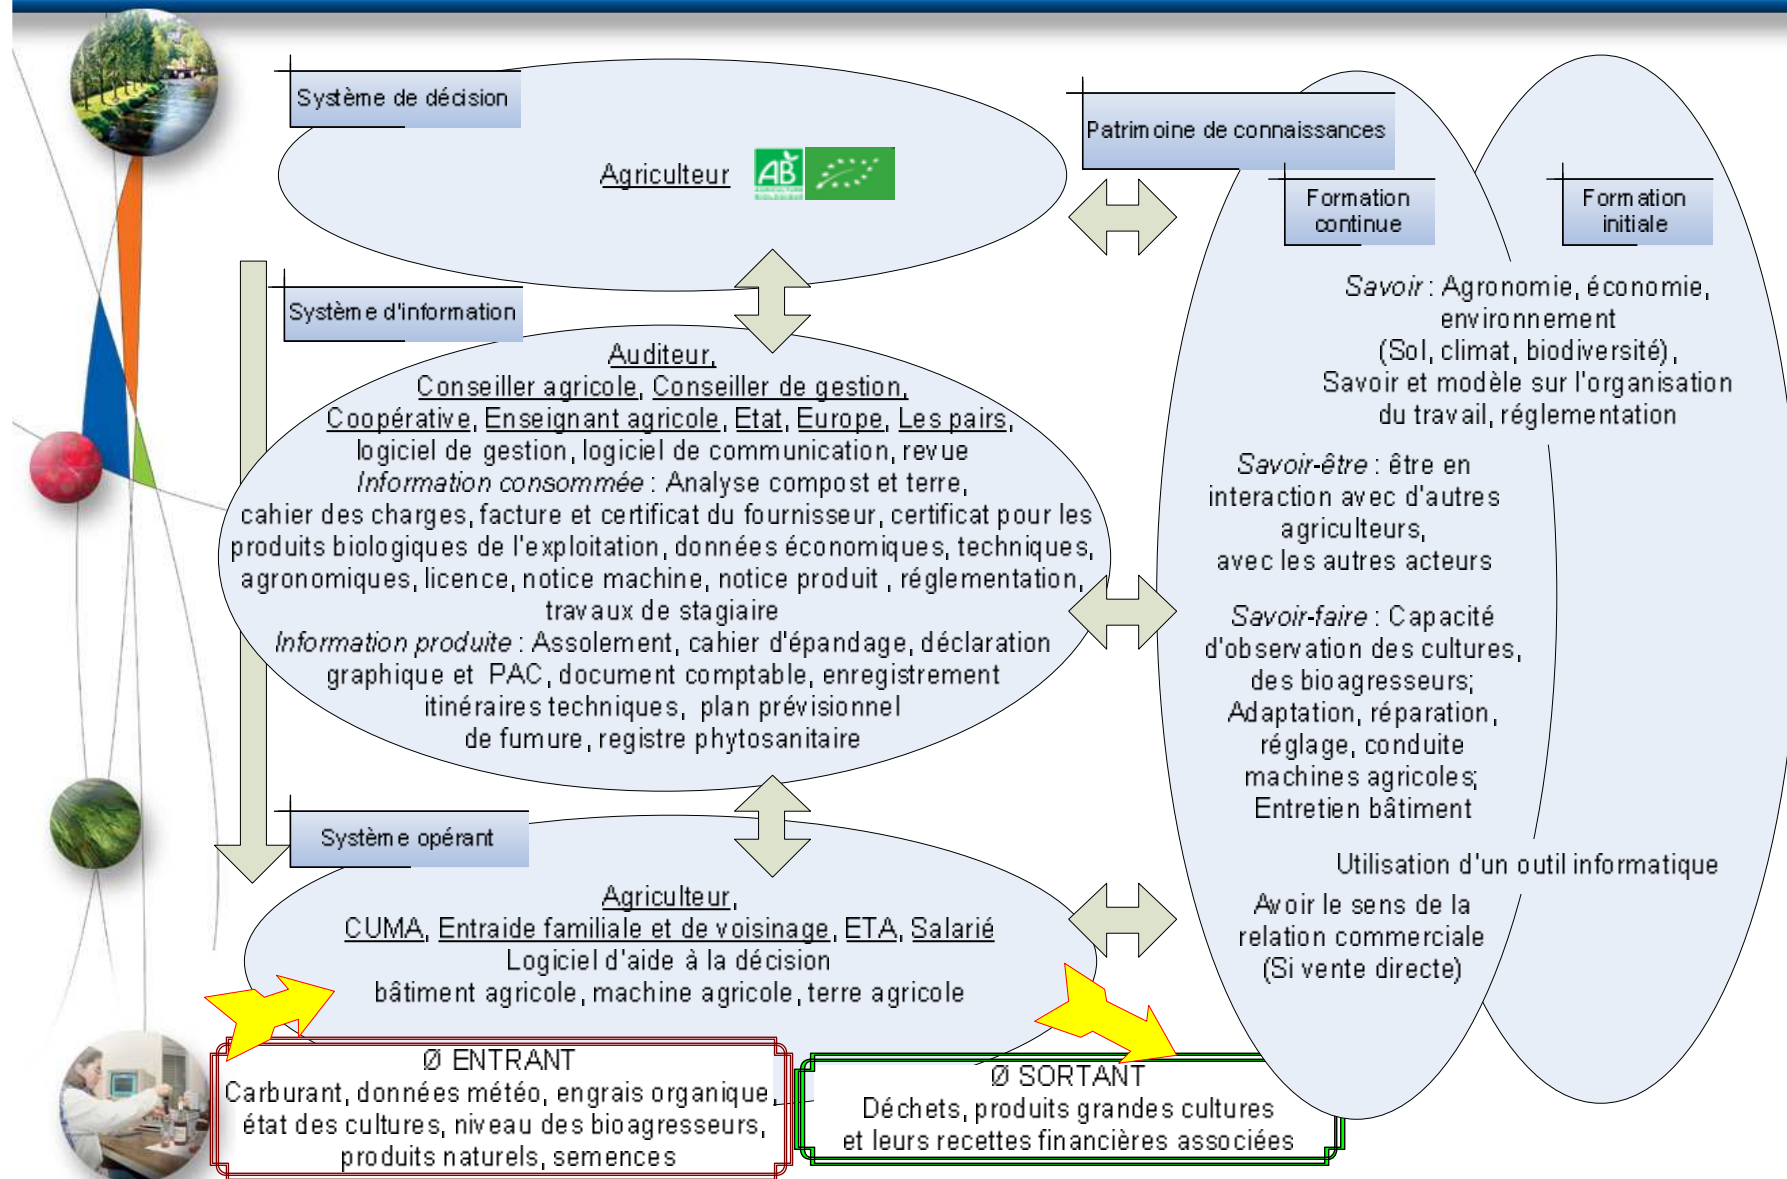 Système de décision
Agriculteur
AB
Patrimoine de connaissances
Formation
continue
Formation
initiale
Savoir : Agronomie, économie,
environnement
(Sol, climat, biodiversité),
Savoir et modèle sur l'organisation
du travail, réglementation
Savoir-être : être en
interaction avec d'autres
agriculteurs,
avec les autres acteurs
Savoir-faire : Capacité
d'observation des cultures,
des bioagresseurs;
Adaptation, réparation,
réglage, conduite
machines agricoles;
Entretien bâtiment
Utilisation d'un outil informatique
Avoir le sens de la
relation commerciale
(Si vente directe)
Système d'information
Auditeur,
Conseiller agricole, Conseiller de gestion,
Coopérative, Enseignant agricole, Etat, Europe, Les pairs,
logiciel de gestion, logiciel de communication, revue
Information consommée : Analyse compost et terre,
cahier des charges, facture et certificat du fournisseur, certificat pour les
produits biologiques de l'exploitation, données économiques, techniques,
agronomiques, licence, notice machine, notice produit , réglementation,
travaux de stagiaire
Information produite : Assolement, cahier d'épandage, déclaration
graphique et PAC, document comptable, enregistrement
itinéraires techniques, plan prévisionnel
de fumure, registre phytosanitaire
Système opérant
Agriculteur,
CUMA, Entraide familiale et de voisinage, ETA, Salarié
Logiciel d'aide à la décision
bâtiment agricole, machine agricole, terre agricole
Ø ENTRANT
Carburant, données météo, engrais organique,
état des cultures, niveau des bioagresseurs,
produits naturels, semences
Ø SORTANT
Déchets, produits grandes cultures
et leurs recettes financières associées